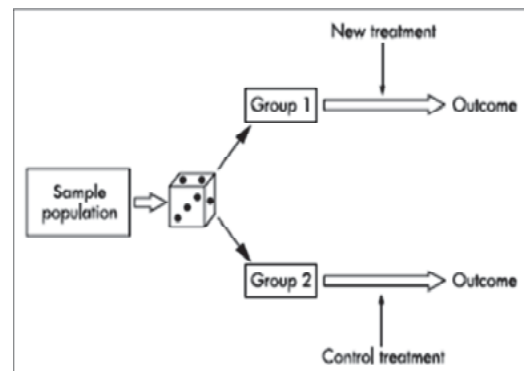 New treatment
Group 1
Outcome
Sample
population
Group 2
Outcome
Control treatment